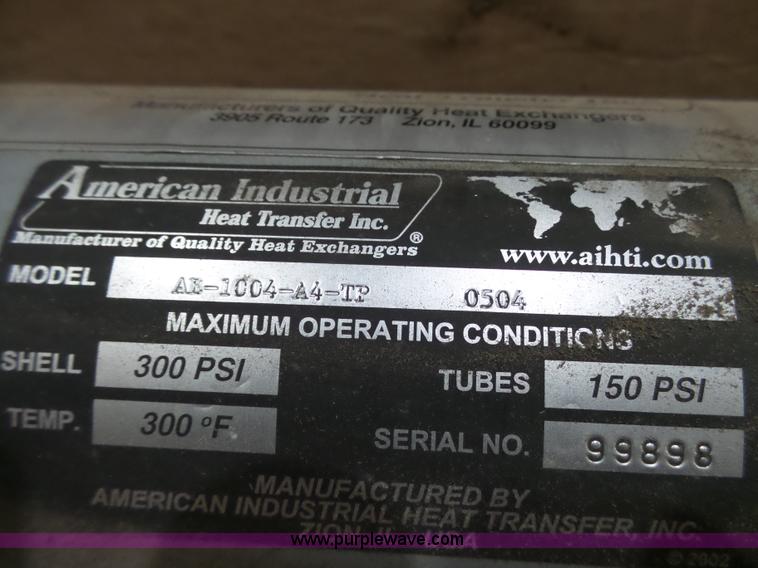 Manufacturers of Quality Heat Exchangers
3905 Route 173 Zion, IL 60099
American Industrial
Heat Transfer Inc.
Manufacturer of Quality Heat Exchangers ®
www.aihti.com
MODEL AB-1004-A4-TP 0504
MAXIMUM OPERATING CONDITIONS
SHELL 300 PSI TUBES 150 PSI
TEMP. 300 °F SERIAL NO. 99898
MANUFACTURED BY
AMERICAN INDUSTRIAL HEAT TRANSFER, INC.
ZION,
www.purplewave.com
© 2002